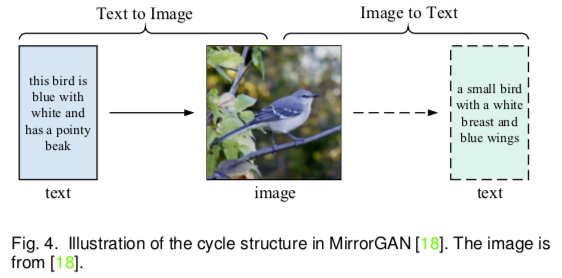 Text to Image
Image to Text
this bird is
blue with
white and
has a pointy
beak
a small bird
with a white
breast and
blue wings
text
image
text
Fig. 4. Illustration of the cycle structure in MirrorGAN [18]. The image is
from [18].